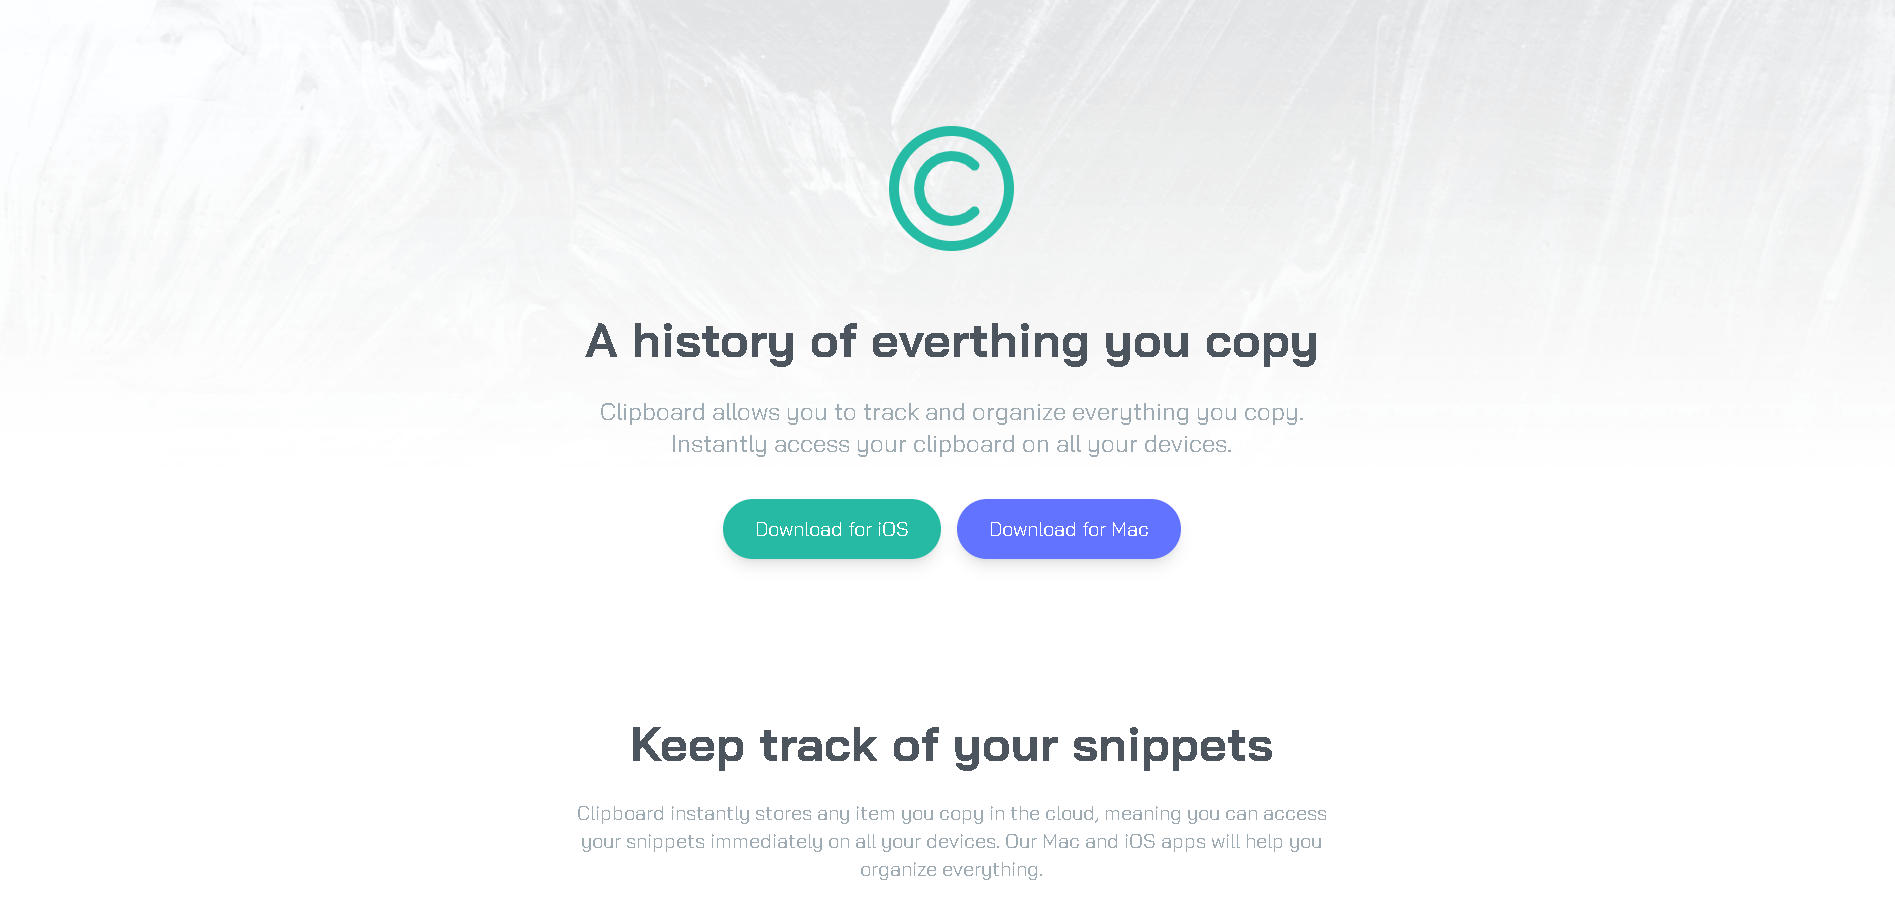 A history of everthing you copy
Clipboard allows you to track and organize everything you copy.
Instantly access your clipboard on all your devices.
Download for iOS
Download for Mac
Keep track of your snippets
Clipboard instantly stores any item you copy in the cloud, meaning you can access
your snippets immediately on all your devices. Our Mac and iOS apps will help you
organize everything.